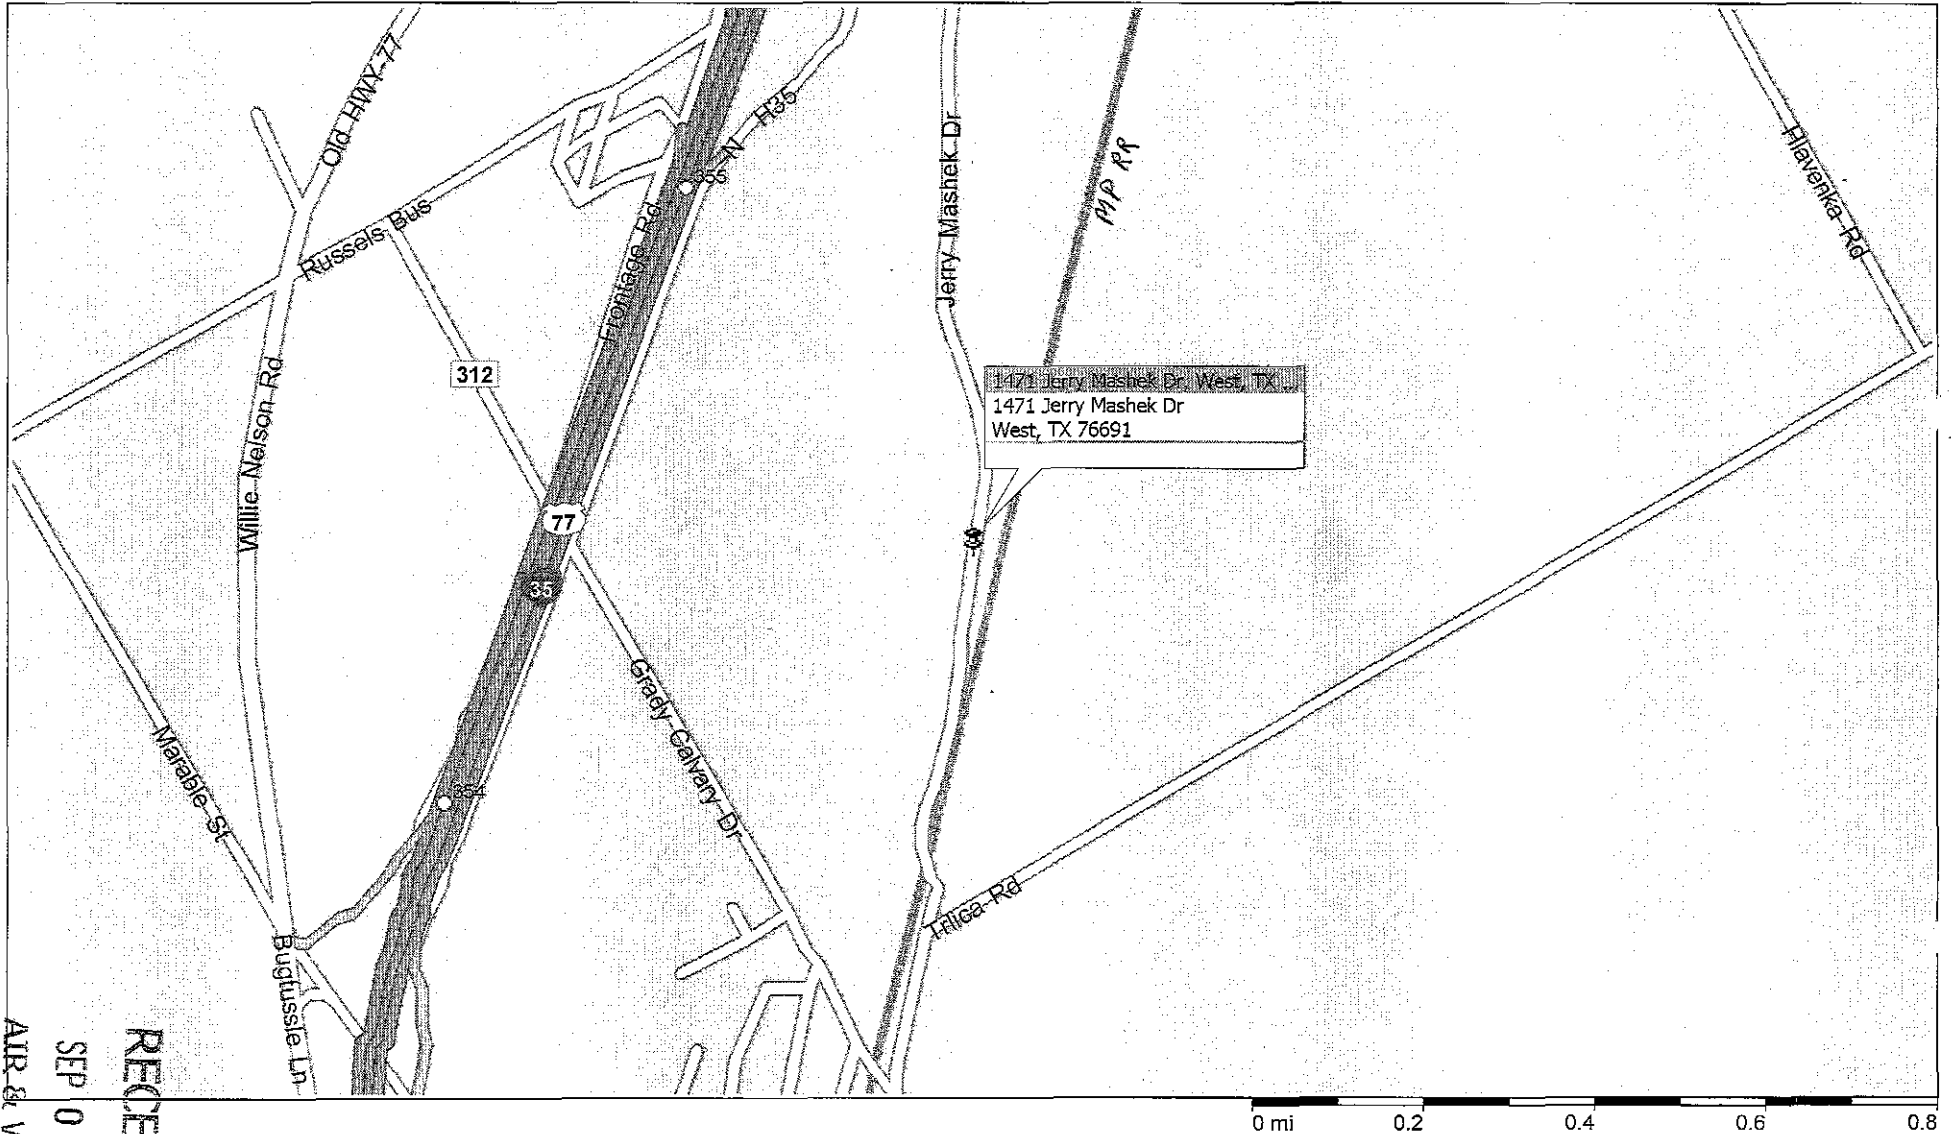 Old HWY-77
N IH35
Jerry Mashek Dr
MP RR
Hlavenka-Rd
355
Russels Bus
Frontage Rd
312
1471 Jerry Mashek Dr, West, TX ...
1471 Jerry Mashek Dr
West, TX 76691
Willie Nelson Rd
77
35
Grady-Calvary-Dr
Marable-St
354
Trlica-Rd
Bugtussle Ln
RECE
SEP 0
AIR &
0 mi 0.2 0.4 0.6 0.8